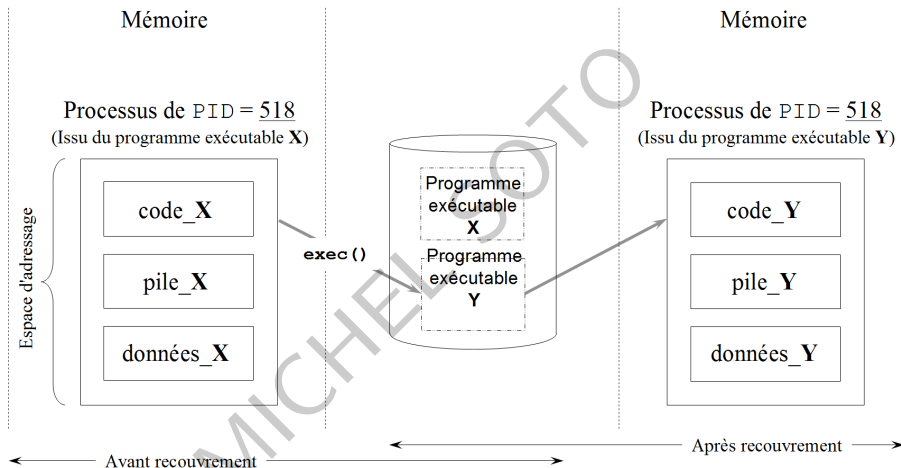 Mémoire
Processus de PID = 518
(Issu du programme exécutable X)
Espace d'adressage
code_X
pile_X
données_X
Avant recouvrement
exec()
Programme
exécutable
X
Programme
exécutable
Y
Mémoire
Processus de PID = 518
(Issu du programme exécutable Y)
code_Y
pile_Y
données_Y
Après recouvrement
MICHEL SOTO